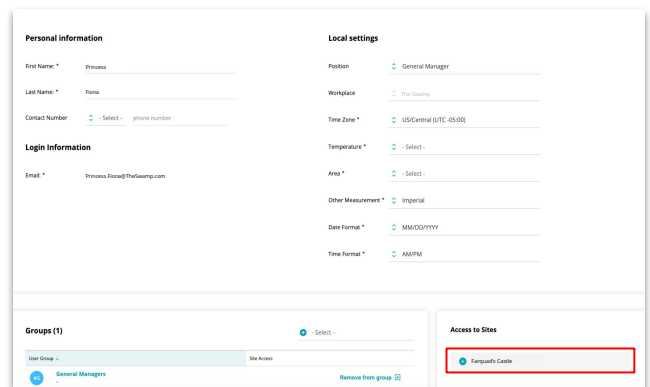 Personal information
First Name: * Princess
Last Name: * Fiona
Contact Number - Select - phone number
Login Information
Email: * Princess.Fiona@TheSwamp.com
Local settings
Position General Manager
Workplace The Swamp
Time Zone * US/Central (UTC -05:00)
Temperature * - Select -
Area * - Select -
Other Measurement * Imperial
Date Format * MM/DD/YYYY
Time Format * AM/PM
Groups (1) - Select -
User Group ↓ Site Access
General Managers Remove from group
-
Access to Sites
Farquad's Castle